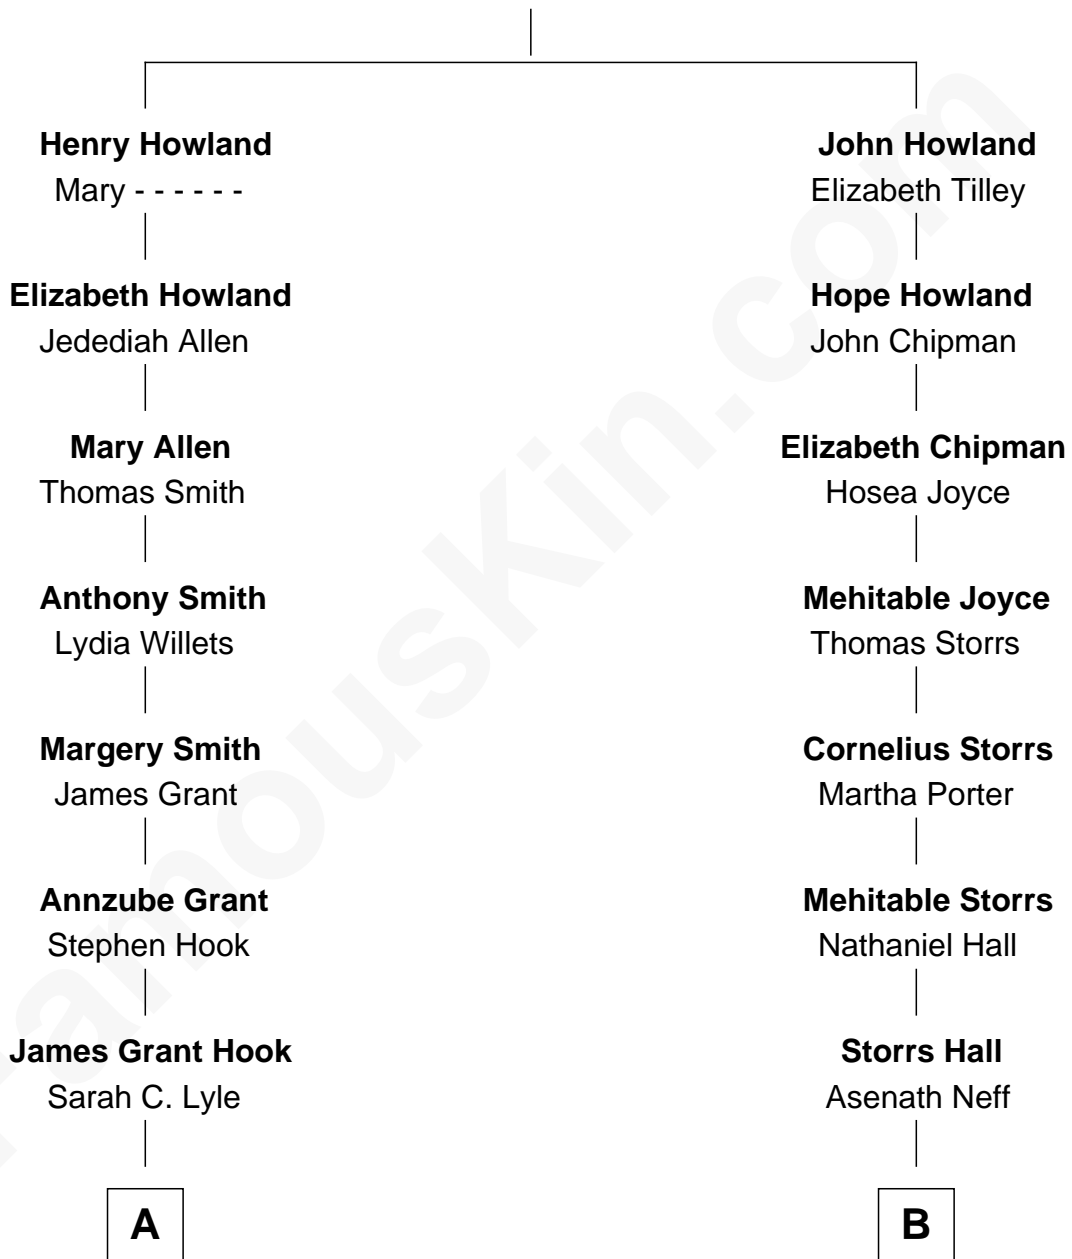 Henry Howland
Mary - - - - - -
Elizabeth Howland
Jedediah Allen
Mary Allen
Thomas Smith
Anthony Smith
Lydia Willets
Margery Smith
James Grant
Annzube Grant
Stephen Hook
James Grant Hook
Sarah C. Lyle
A
John Howland
Elizabeth Tilley
Hope Howland
John Chipman
Elizabeth Chipman
Hosea Joyce
Mehitable Joyce
Thomas Storrs
Cornelius Storrs
Martha Porter
Mehitable Storrs
Nathaniel Hall
Storrs Hall
Asenath Neff
B
FamousKin.com